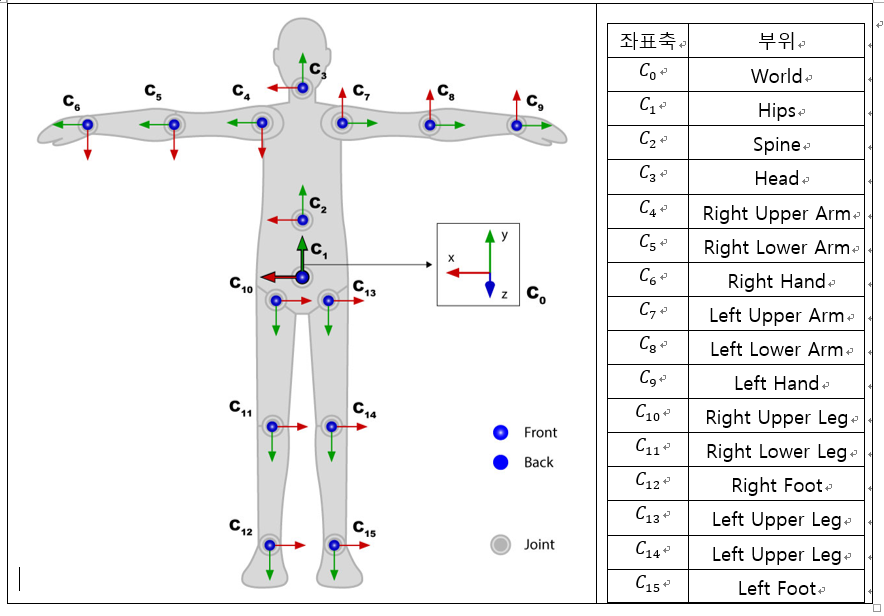 C3
C6
C5
C4
C7
C8
C9
C2
C1
C10
C13
y
x
z
C0
C11
C14
Front
Back
C12
C15
Joint
좌표축 부위
C0 World
C1 Hips
C2 Spine
C3 Head
C4 Right Upper Arm
C5 Right Lower Arm
C6 Right Hand
C7 Left Upper Arm
C8 Left Lower Arm
C9 Left Hand
C10 Right Upper Leg
C11 Right Lower Leg
C12 Right Foot
C13 Left Upper Leg
C14 Left Upper Leg
C15 Left Foot